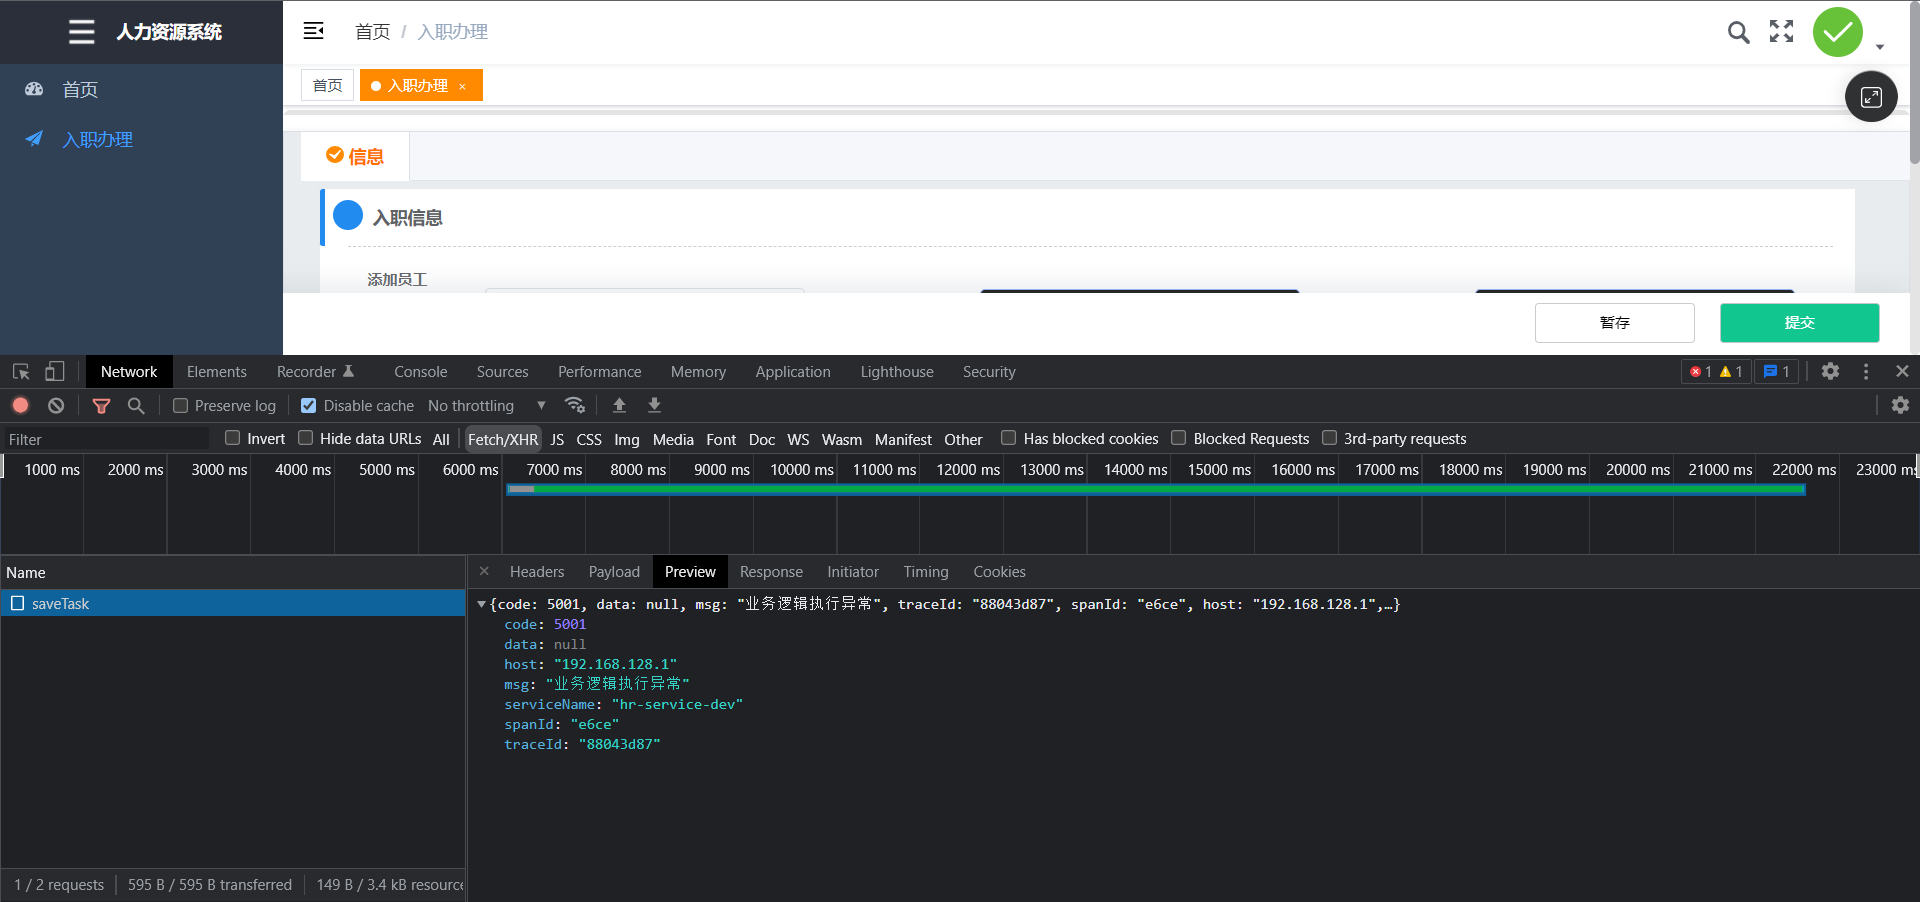 人力资源系统
首页 / 入职办理
首页
入职办理
首页
入职办理 ×
信息
入职信息
添加员工
暂存
提交
Network Elements Recorder Console Sources Performance Memory Application Lighthouse Security 1 1 1
Preserve log Disable cache No throttling
Filter Invert Hide data URLs All Fetch/XHR JS CSS Img Media Font Doc WS Wasm Manifest Other Has blocked cookies Blocked Requests 3rd-party requests
1000 ms 2000 ms 3000 ms 4000 ms 5000 ms 6000 ms 7000 ms 8000 ms 9000 ms 10000 ms 11000 ms 12000 ms 13000 ms 14000 ms 15000 ms 16000 ms 17000 ms 18000 ms 19000 ms 20000 ms 21000 ms 22000 ms 23000 ms
Name
saveTask
Headers Payload Preview Response Initiator Timing Cookies
{code: 5001, data: null, msg: "业务逻辑执行异常", traceId: "88043d87", spanId: "e6ce", host: "192.168.128.1",…}
code: 5001
data: null
host: "192.168.128.1"
msg: "业务逻辑执行异常"
serviceName: "hr-service-dev"
spanId: "e6ce"
traceId: "88043d87"
1 / 2 requests 595 B / 595 B transferred 149 B / 3.4 kB resourc